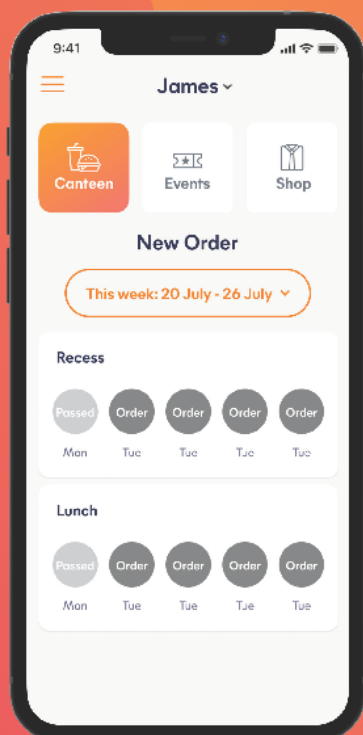 9:41
James
Canteen Events Shop
New Order
This week: 20 July - 26 July
Recess
Passed Order Order Order Order
Mon Tue Tue Tue Tue
Lunch
Passed Order Order Order Order
Mon Tue Tue Tue Tue